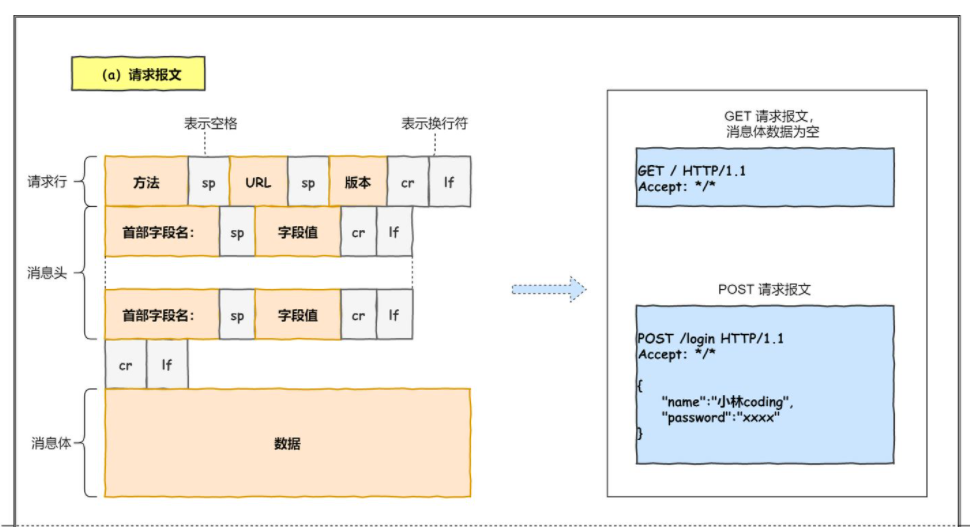 (a) 请求报文
表示空格
表示换行符
请求行
方法 sp URL sp 版本 cr lf
消息头
首部字段名： sp 字段值 cr lf
首部字段名： sp 字段值 cr lf
cr lf
消息体
数据
GET 请求报文，
消息体数据为空
GET / HTTP/1.1
Accept: */*
POST 请求报文
POST /login HTTP/1.1
Accept: */*
{
"name":"小林coding",
"password":"xxxx"
}